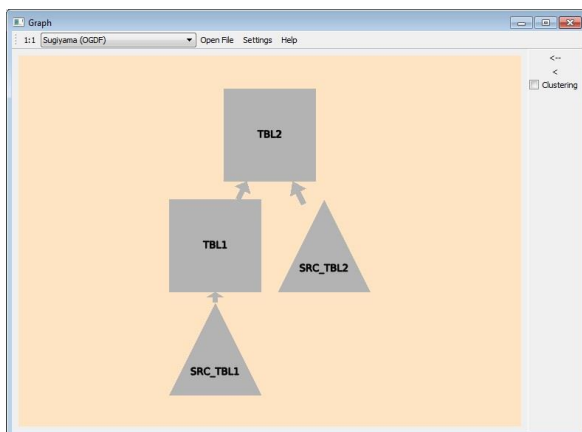 Graph
1:1 Sugiyama (OGDF) Open File Settings Help
<--
<
Clustering
TBL2
TBL1
SRC_TBL2
SRC_TBL1